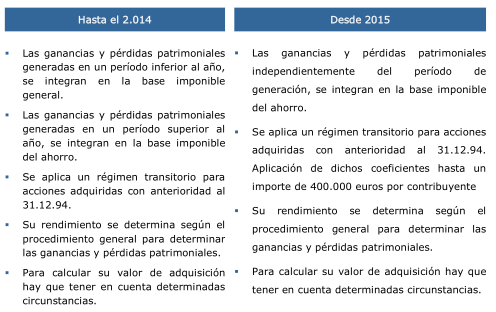 Hasta el 2.014
▪ Las ganancias y pérdidas patrimoniales
generadas en un período inferior al año,
se integran en la base imponible
general.
▪ Las ganancias y pérdidas patrimoniales
generadas en un período superior al
año, se integran en la base imponible
del ahorro.
▪ Se aplica un régimen transitorio para
acciones adquiridas con anterioridad al
31.12.94.
▪ Su rendimiento se determina según el
procedimiento general para determinar
las ganancias y pérdidas patrimoniales.
▪ Para calcular su valor de adquisición
hay que tener en cuenta determinadas
circunstancias.
Desde 2015
▪ Las ganancias y pérdidas patrimoniales
independientemente del período de
generación, se integran en la base imponible
del ahorro.
▪ Se aplica un régimen transitorio para acciones
adquiridas con anterioridad al 31.12.94.
Aplicación de dichos coeficientes hasta un
importe de 400.000 euros por contribuyente
▪ Su rendimiento se determina según el
procedimiento general para determinar las
ganancias y pérdidas patrimoniales.
▪ Para calcular su valor de adquisición hay que
tener en cuenta determinadas circunstancias.